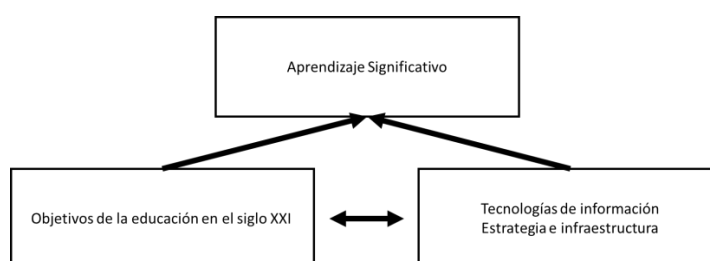 Aprendizaje Significativo
Objetivos de la educación en el siglo XXI
Tecnologías de información
Estrategia e infraestructura